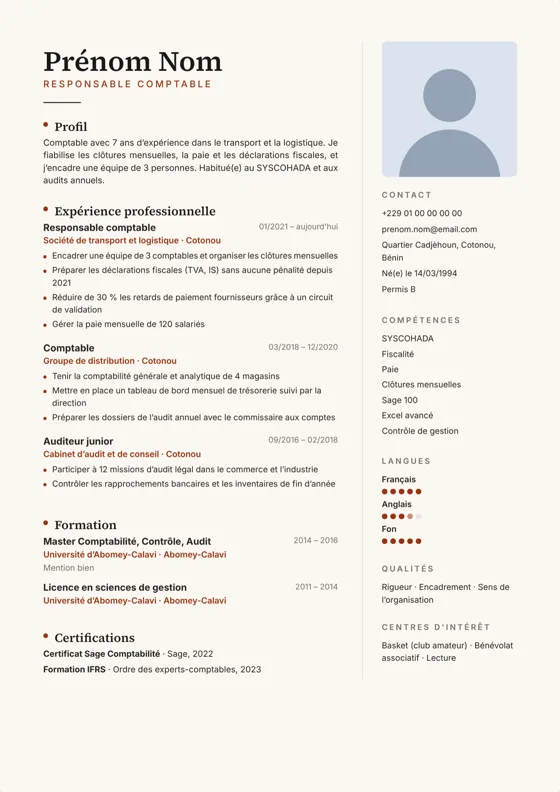 Prénom Nom
RESPONSABLE COMPTABLE
Profil
Comptable avec 7 ans d'expérience dans le transport et la logistique. Je
fiabilise les clôtures mensuelles, la paie et les déclarations fiscales, et
j'encadre une équipe de 3 personnes. Habitué(e) au SYSCOHADA et aux
audits annuels.
Expérience professionnelle
Responsable comptable 01/2021 – aujourd'hui
Société de transport et logistique · Cotonou
• Encadrer une équipe de 3 comptables et organiser les clôtures mensuelles
• Préparer les déclarations fiscales (TVA, IS) sans aucune pénalité depuis
2021
• Réduire de 30 % les retards de paiement fournisseurs grâce à un circuit
de validation
• Gérer la paie mensuelle de 120 salariés
Comptable 03/2018 – 12/2020
Groupe de distribution · Cotonou
• Tenir la comptabilité générale et analytique de 4 magasins
• Mettre en place un tableau de bord mensuel de trésorerie suivi par la
direction
• Préparer les dossiers de l'audit annuel avec le commissaire aux comptes
Auditeur junior 09/2016 – 02/2018
Cabinet d'audit et de conseil · Cotonou
• Participer à 12 missions d'audit légal dans le commerce et l'industrie
• Contrôler les rapprochements bancaires et les inventaires de fin d'année
Formation
Master Comptabilité, Contrôle, Audit 2014 – 2016
Université d'Abomey-Calavi · Abomey-Calavi
Mention bien
Licence en sciences de gestion 2011 – 2014
Université d'Abomey-Calavi · Abomey-Calavi
Certifications
Certificat Sage Comptabilité · Sage, 2022
Formation IFRS · Ordre des experts-comptables, 2023
CONTACT
+229 01 00 00 00 00
prenom.nom@email.com
Quartier Cadjèhoun, Cotonou,
Bénin
Né(e) le 14/03/1994
Permis B
COMPÉTENCES
SYSCOHADA
Fiscalité
Paie
Clôtures mensuelles
Sage 100
Excel avancé
Contrôle de gestion
LANGUES
Français
Anglais
Fon
QUALITÉS
Rigueur · Encadrement · Sens de
l'organisation
CENTRES D'INTÉRÊT
Basket (club amateur) · Bénévolat
associatif · Lecture